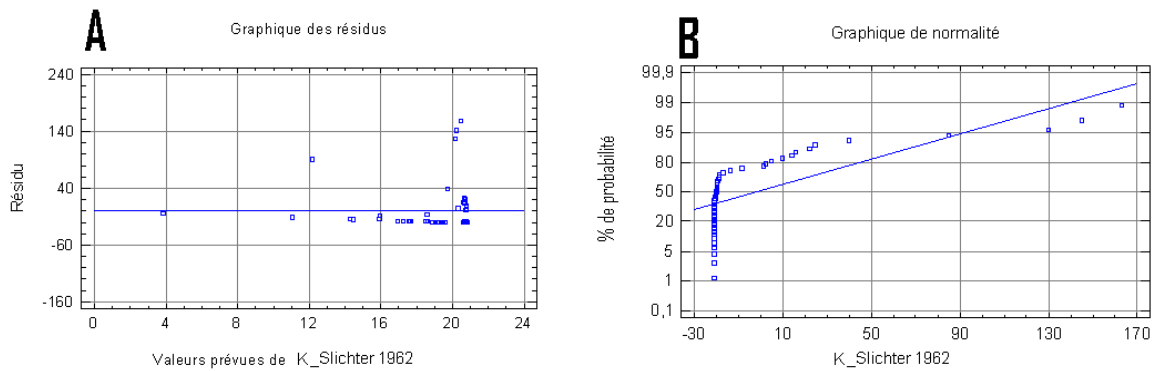 A
Graphique des résidus
Résidu
240
140
40
-60
-160
0 4 8 12 16 20 24
Valeurs prévues de K_Slichter 1962
B
Graphique de normalité
% de probabilité
99,9
99
95
80
50
20
5
1
0,1
-30 10 50 90 130 170
K_Slichter 1962